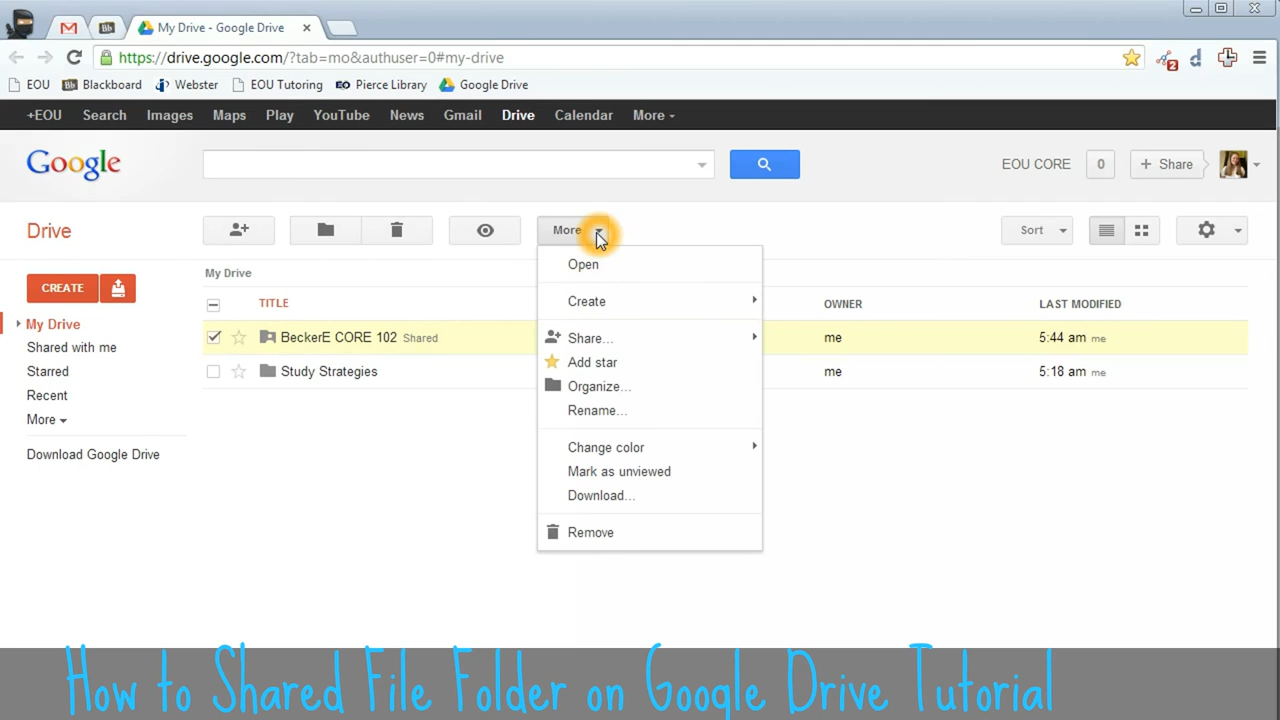 My Drive - Google Drive
https://drive.google.com/?tab=mo&authuser=0#my-drive
2
EOU Bb Blackboard Webster EOU Tutoring EO Pierce Library Google Drive
+EOU Search Images Maps Play YouTube News Gmail Drive Calendar More
Google EOU CORE 0 + Share
Drive More Sort
My Drive
CREATE
TITLE OWNER LAST MODIFIED
My Drive
Shared with me
Starred
Recent
More
Download Google Drive
BeckerE CORE 102 Shared me 5:44 am me
Study Strategies me 5:18 am me
Open
Create
Share...
Add star
Organize...
Rename...
Change color
Mark as unviewed
Download...
Remove
How to Shared File Folder on Google Drive Tutorial